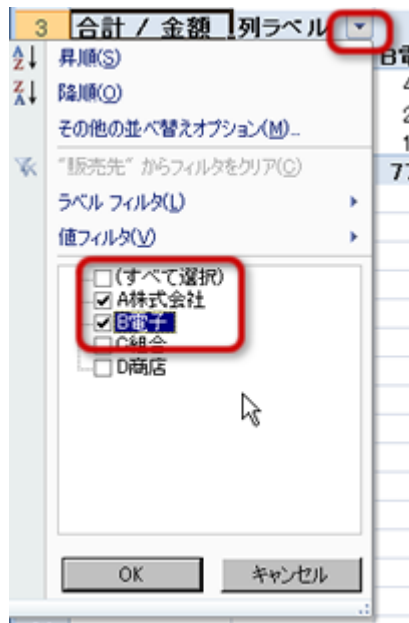 3 合計 / 金額 列ラベル
昇順(S)
降順(O)
その他の並べ替えオプション(M)...
"販売先" からフィルタをクリア(C)
ラベル フィルタ(L)
値フィルタ(V)
(すべて選択)
A株式会社
B電子
C組合
D商店
OK キャンセル